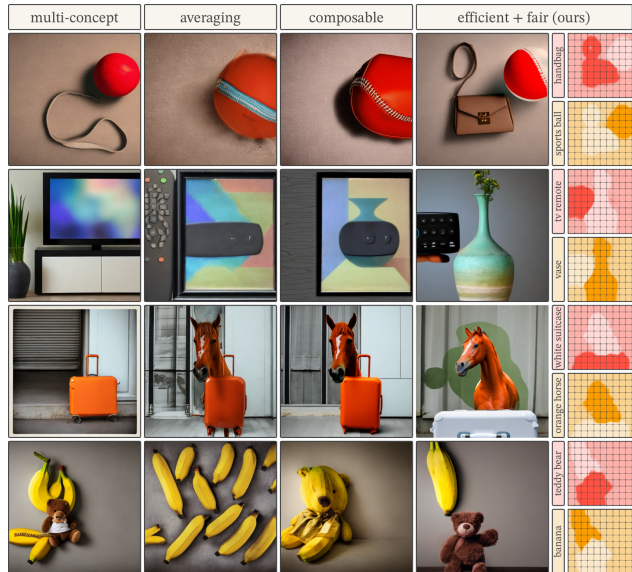 multi-concept
averaging
composable
efficient + fair (ours)
handbag
sports ball
tv remote
vase
white suitcase
orange horse
teddy bear
banana